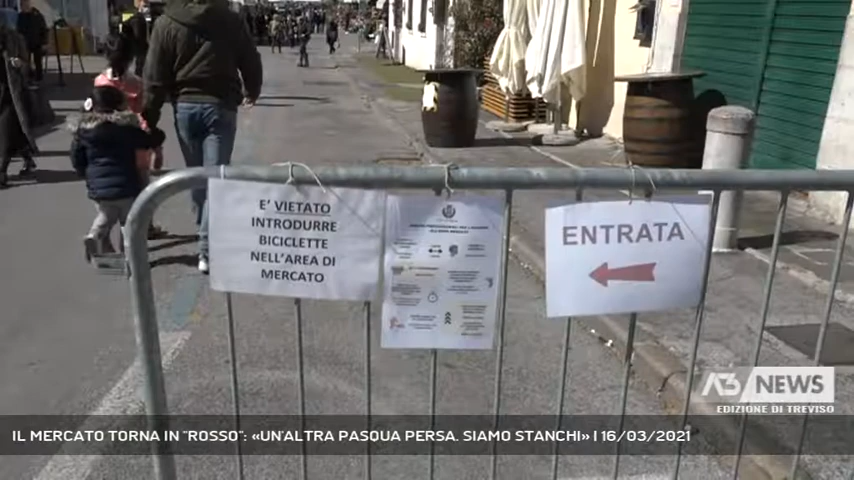 E' VIETATO
INTRODURRE
BICICLETTE
NELL'AREA DI
MERCATO
ENTRATA
A3 NEWS
EDIZIONE DI TREVISO
IL MERCATO TORNA IN "ROSSO": «UN'ALTRA PASQUA PERSA. SIAMO STANCHI» | 16/03/2021